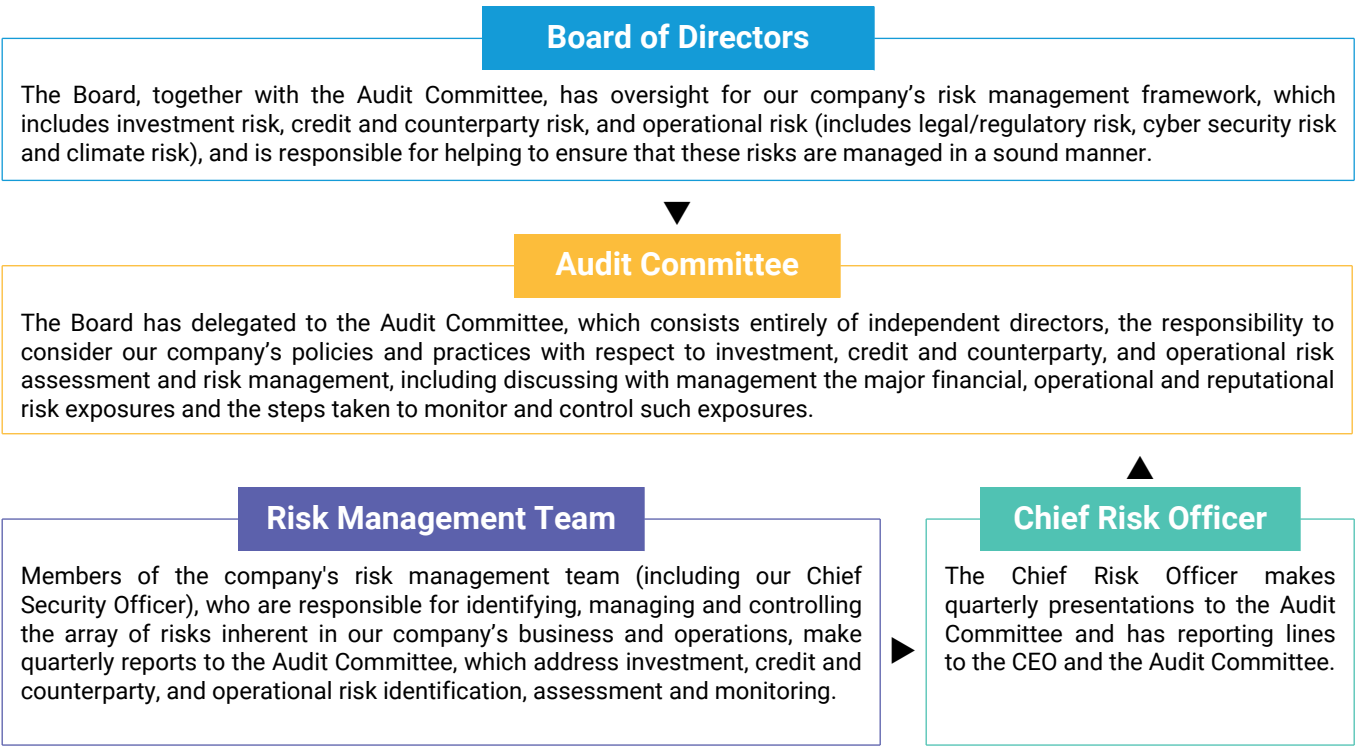 Board of Directors
The Board, together with the Audit Committee, has oversight for our company’s risk management framework, which
includes investment risk, credit and counterparty risk, and operational risk (includes legal/regulatory risk, cyber security risk
and climate risk), and is responsible for helping to ensure that these risks are managed in a sound manner.
Audit Committee
The Board has delegated to the Audit Committee, which consists entirely of independent directors, the responsibility to
consider our company’s policies and practices with respect to investment, credit and counterparty, and operational risk
assessment and risk management, including discussing with management the major financial, operational and reputational
risk exposures and the steps taken to monitor and control such exposures.
Risk Management Team
Members of the company's risk management team (including our Chief
Security Officer), who are responsible for identifying, managing and controlling
the array of risks inherent in our company’s business and operations, make
quarterly reports to the Audit Committee, which address investment, credit and
counterparty, and operational risk identification, assessment and monitoring.
Chief Risk Officer
The Chief Risk Officer makes
quarterly presentations to the Audit
Committee and has reporting lines
to the CEO and the Audit Committee.